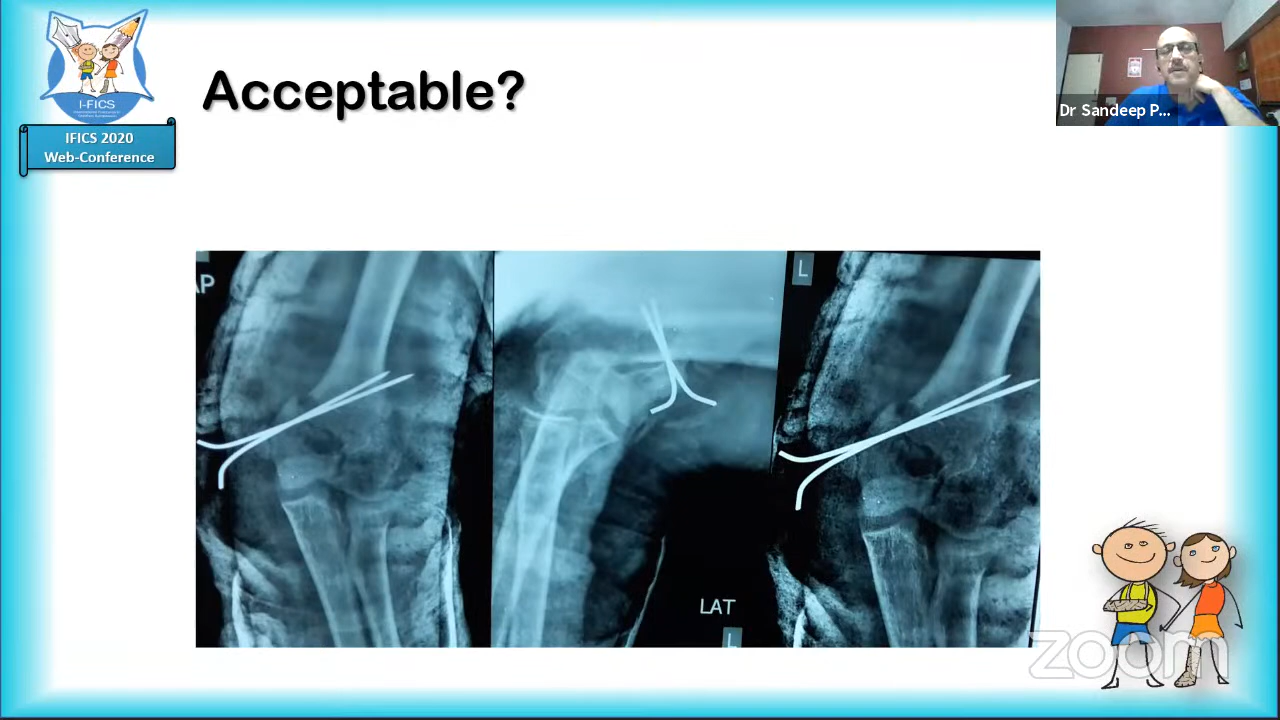 I-FICS
IFICS 2020
Web-Conference
Acceptable?
Dr Sandeep P...
AP
L
LAT
L
zoom